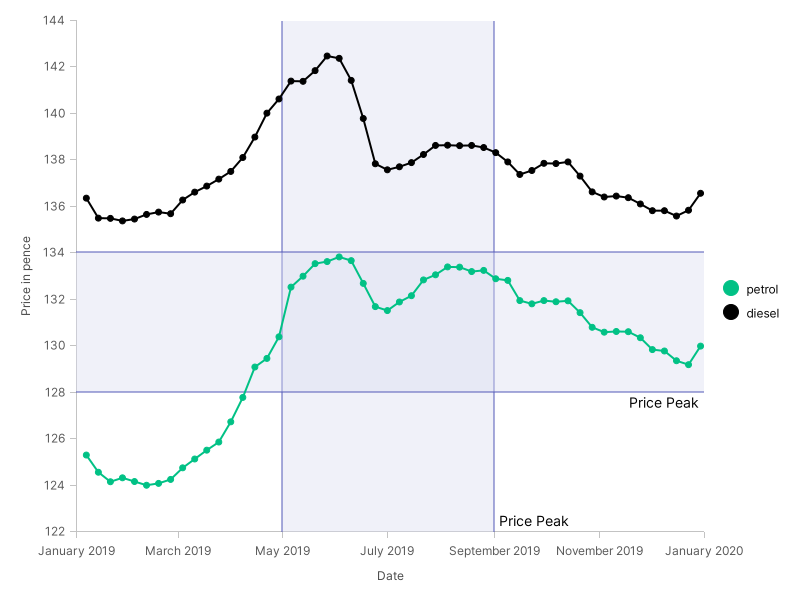 144
142
140
138
136
134
132
130
128
126
124
122
Price in pence
January 2019
March 2019
May 2019
July 2019
September 2019
November 2019
January 2020
Date
Price Peak
Price Peak
petrol
diesel